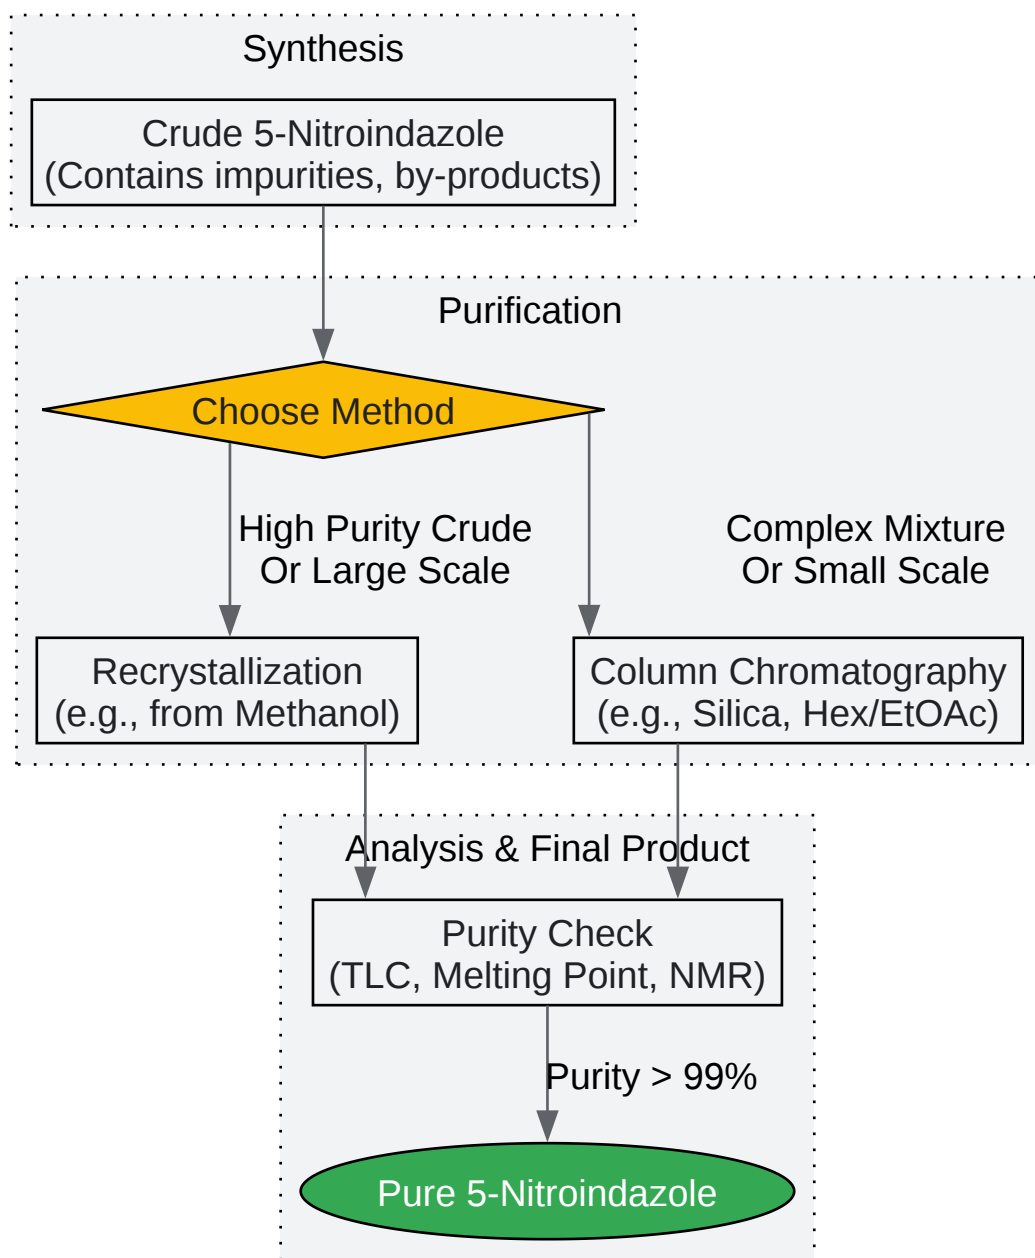 Synthesis
Crude 5-Nitroindazole
(Contains impurities, by-products)
Purification
Choose Method
High Purity Crude
Or Large Scale
Complex Mixture
Or Small Scale
Recrystallization
(e.g., from Methanol)
Column Chromatography
(e.g., Silica, Hex/EtOAc)
Analysis & Final Product
Purity Check
(TLC, Melting Point, NMR)
Purity > 99%
Pure 5-Nitroindazole